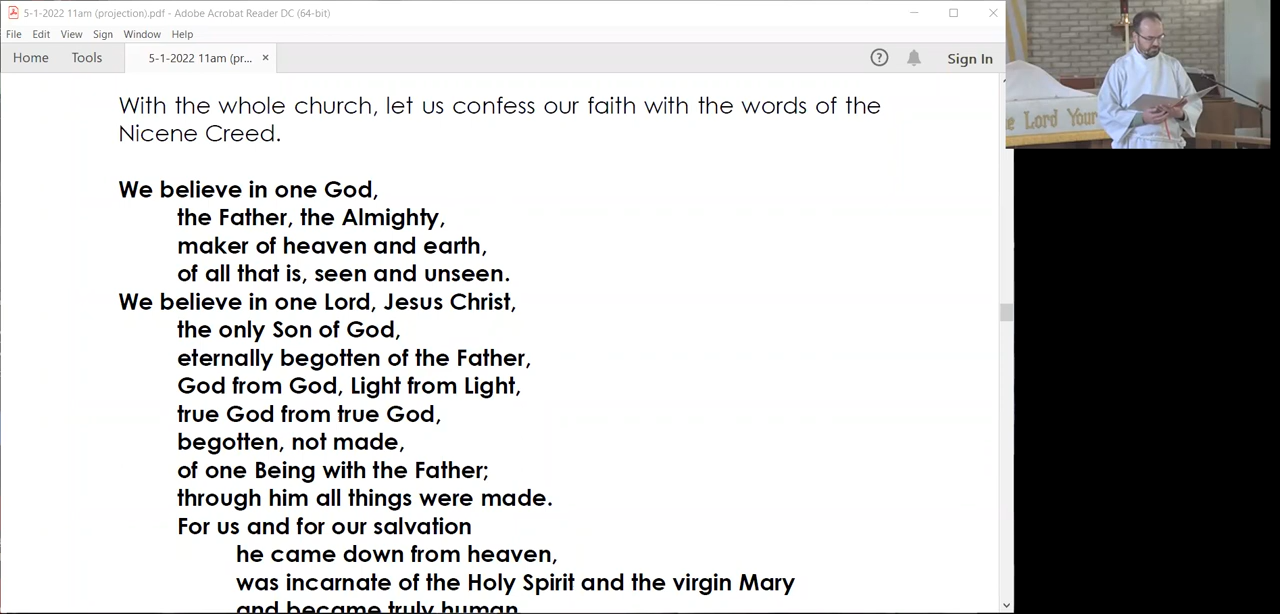 5-1-2022 11am (projection).pdf - Adobe Acrobat Reader DC (64-bit)
File Edit View Sign Window Help
Home Tools 5-1-2022 11am (pr... × Sign In
With the whole church, let us confess our faith with the words of the
Nicene Creed.
We believe in one God,
the Father, the Almighty,
maker of heaven and earth,
of all that is, seen and unseen.
We believe in one Lord, Jesus Christ,
the only Son of God,
eternally begotten of the Father,
God from God, Light from Light,
true God from true God,
begotten, not made,
of one Being with the Father;
through him all things were made.
For us and for our salvation
he came down from heaven,
was incarnate of the Holy Spirit and the virgin Mary
and became truly human
Lord Your